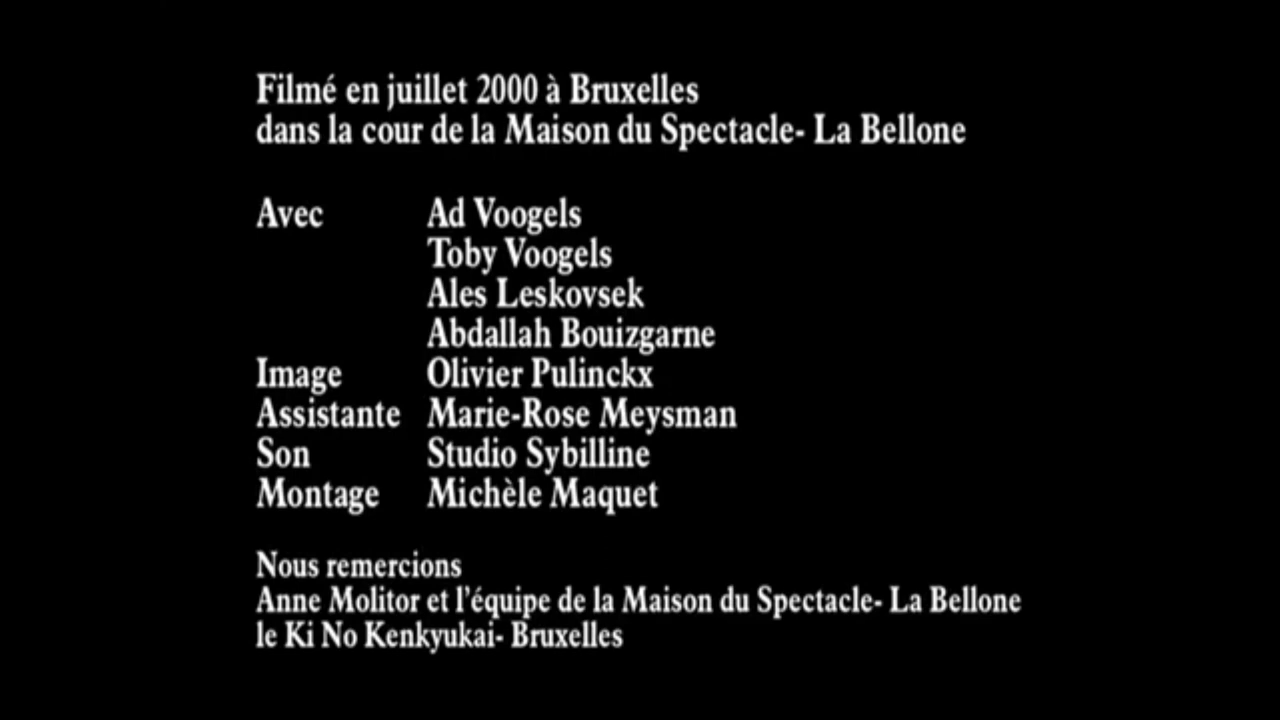 Filmé en juillet 2000 à Bruxelles
dans la cour de la Maison du Spectacle- La Bellone
Avec Ad Voogels
Toby Voogels
Ales Leskovsek
Abdallah Bouizgarne
Image Olivier Pulinckx
Assistante Marie-Rose Meysman
Son Studio Sybilline
Montage Michèle Maquet
Nous remercions
Anne Molitor et l'équipe de la Maison du Spectacle- La Bellone
le Ki No Kenkyukai- Bruxelles